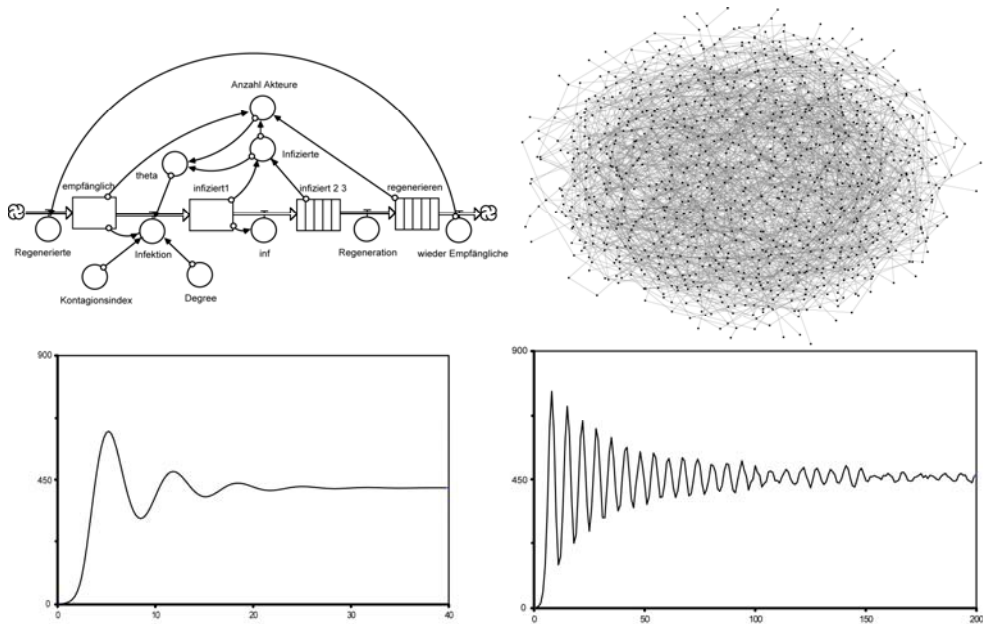 Anzahl Akteure
Infizierte
theta
empfänglich
infiziert1
infiziert 2 3
regenerieren
Regenerierte
Infektion
inf
Regeneration
wieder Empfängliche
Kontagionsindex
Degree
900
450
0
0
10
20
30
40
900
450
0
0
50
100
150
200